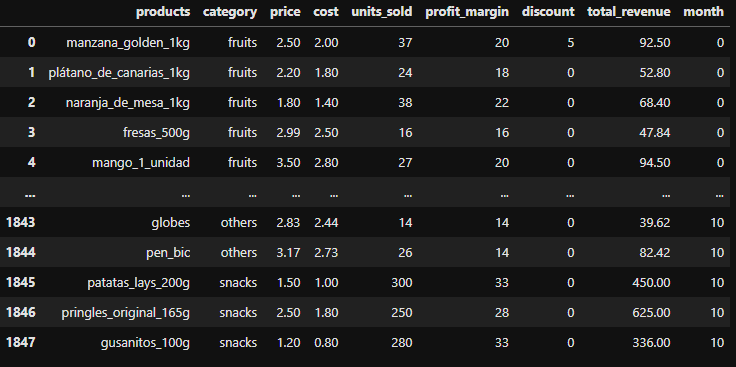 products category price cost units_sold profit_margin discount total_revenue month
0 manzana_golden_1kg fruits 2.50 2.00 37 20 5 92.50 0
1 plátano_de_canarias_1kg fruits 2.20 1.80 24 18 0 52.80 0
2 naranja_de_mesa_1kg fruits 1.80 1.40 38 22 0 68.40 0
3 fresas_500g fruits 2.99 2.50 16 16 0 47.84 0
4 mango_1_unidad fruits 3.50 2.80 27 20 0 94.50 0
... ... ... ... ... ... ... ... ... ...
1843 globes others 2.83 2.44 14 14 0 39.62 10
1844 pen_bic others 3.17 2.73 26 14 0 82.42 10
1845 patatas_lays_200g snacks 1.50 1.00 300 33 0 450.00 10
1846 pringles_original_165g snacks 2.50 1.80 250 28 0 625.00 10
1847 gusanitos_100g snacks 1.20 0.80 280 33 0 336.00 10